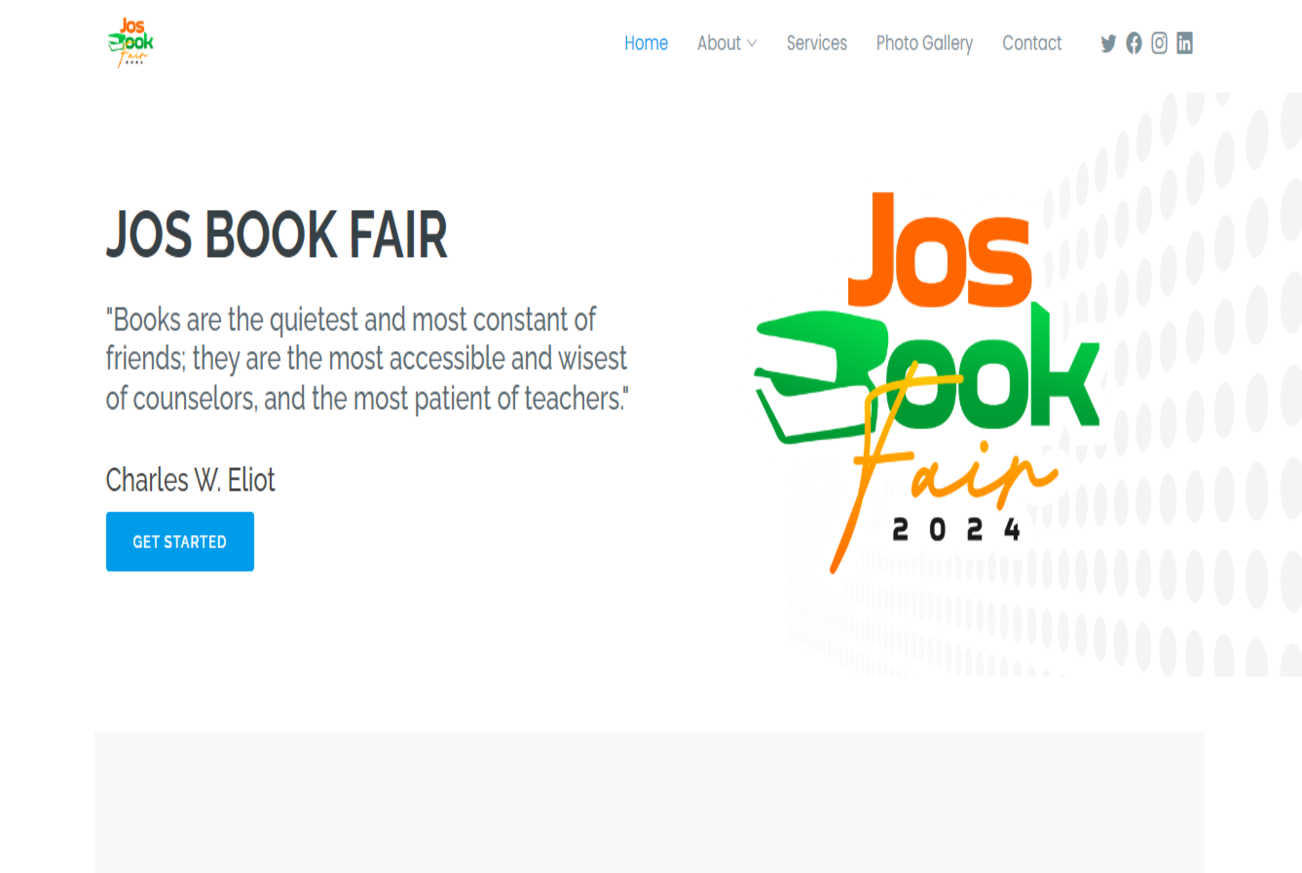 Jos
Book
Fair
2024
Home
About
Services
Photo Gallery
Contact
JOS BOOK FAIR
"Books are the quietest and most constant of
friends; they are the most accessible and wisest
of counselors, and the most patient of teachers."
Charles W. Eliot
GET STARTED
Jos
Book
Fair
2024